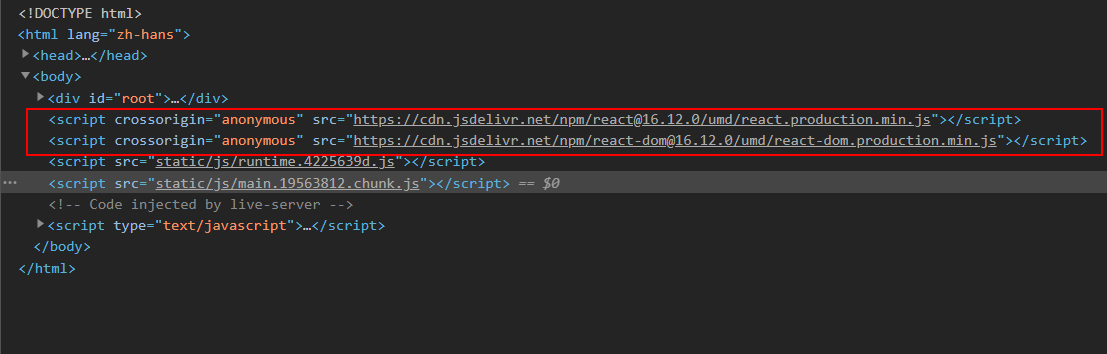 <!DOCTYPE html>
<html lang="zh-hans">
<head>…</head>
<body>
<div id="root">…</div>
<script crossorigin="anonymous" src="https://cdn.jsdelivr.net/npm/react@16.12.0/umd/react.production.min.js"></script>
<script crossorigin="anonymous" src="https://cdn.jsdelivr.net/npm/react-dom@16.12.0/umd/react-dom.production.min.js"></script>
<script src="static/js/runtime.4225639d.js"></script>
… <script src="static/js/main.19563812.chunk.js"></script> == $0
<!-- Code injected by live-server -->
<script type="text/javascript">…</script>
</body>
</html>